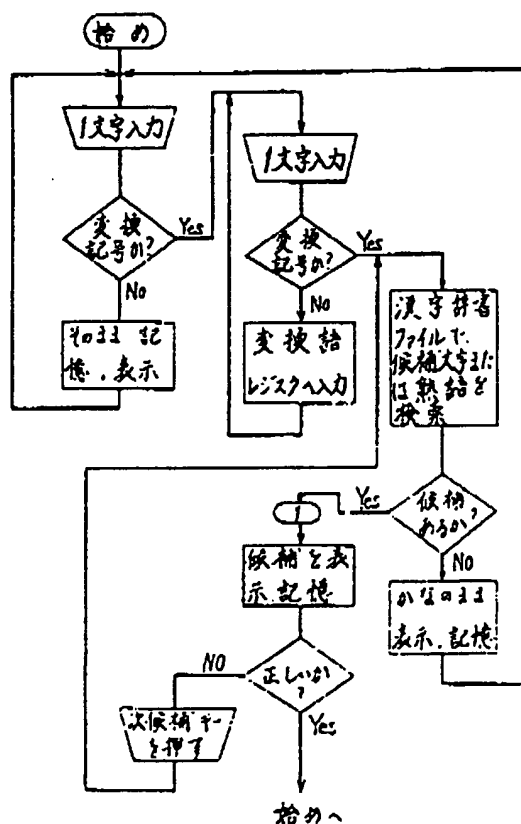 始め
1文字入力
変換
記号か?
Yes
No
そのまま 記
憶、表示
1文字入力
変換
記号か?
Yes
No
変換語
レジスタへ入力
漢字辞書
ファイルで、
候補文字また
は熟語を
検索
候補
あるか?
Yes
No
かなのまま
表示、記憶
1
候補を表
示、記憶
正しいか
?
NO
Yes
次候補キー
を押す
始めへ